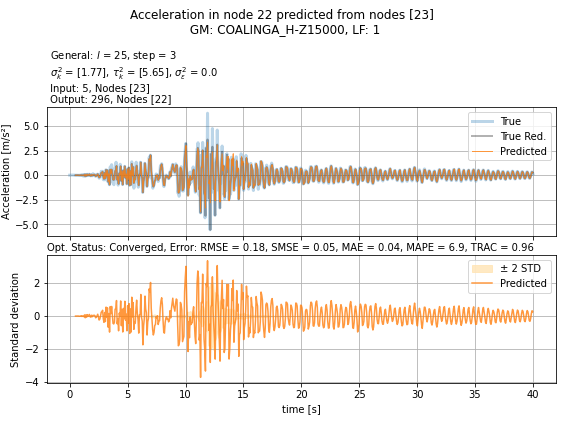 Acceleration in node 22 predicted from nodes [23]
GM: COALINGA_H-Z15000, LF: 1
General: l = 25, step = 3
σ²ₖ = [1.77], τ²ₖ = [5.65], σ²ε = 0.0
Input: 5, Nodes [23]
Output: 296, Nodes [22]
Acceleration [m/s²]
5.0
2.5
0.0
−2.5
−5.0
True
True Red.
Predicted
Opt. Status: Converged, Error: RMSE = 0.18, SMSE = 0.05, MAE = 0.04, MAPE = 6.9, TRAC = 0.96
Standard deviation
2
0
−2
−4
± 2 STD
Predicted
0 5 10 15 20 25 30 35 40
time [s]